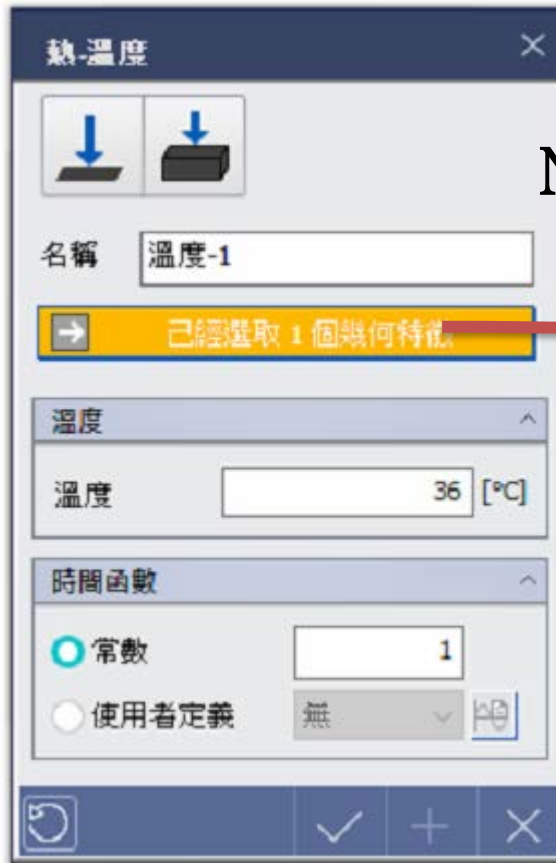 熱-溫度
N
名稱 溫度-1
已經選取 1 個幾何特徵
溫度
溫度 36 [°C]
時間函數
常數 1
使用者定義 無